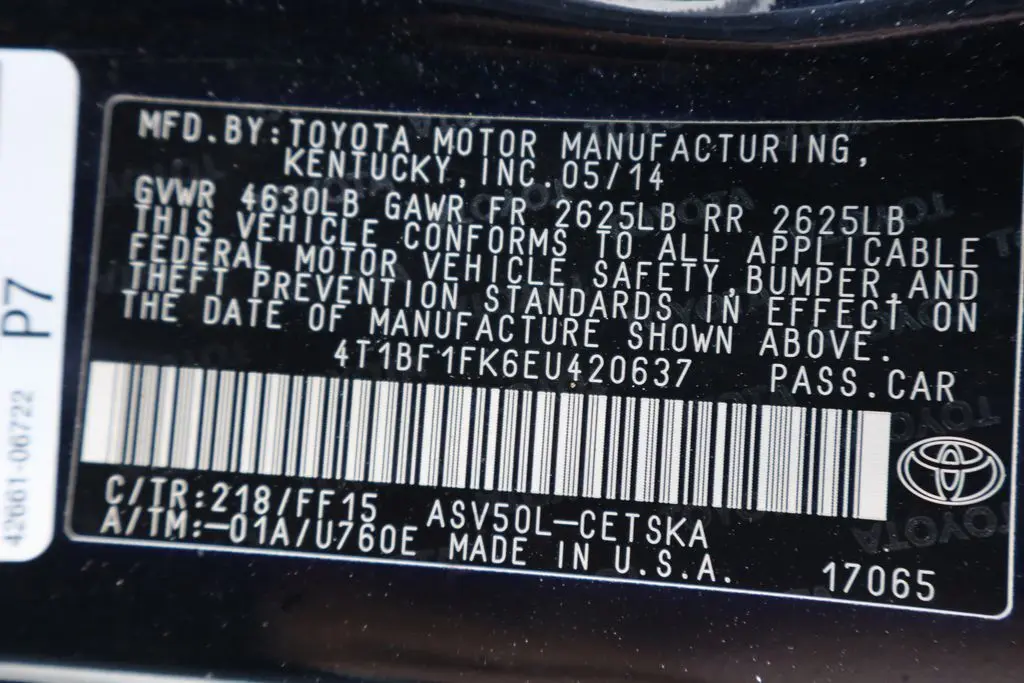 MFD.BY:TOYOTA MOTOR MANUFACTURING,
KENTUCKY,INC.05/14
GVWR 4630LB GAWR FR 2625LB RR 2625LB
THIS VEHICLE CONFORMS TO ALL APPLICABLE
FEDERAL MOTOR VEHICLE SAFETY,BUMPER,AND
THEFT PREVENTION STANDARDS IN EFFECT ON
THE DATE OF MANUFACTURE SHOWN ABOVE.
4T1BF1FK6EU420637 PASS.CAR
C/TR:218/FF15 ASV50L-CETSKA
A/TM:-01A/U760E MADE IN U.S.A. 17065
P7
42661-06722